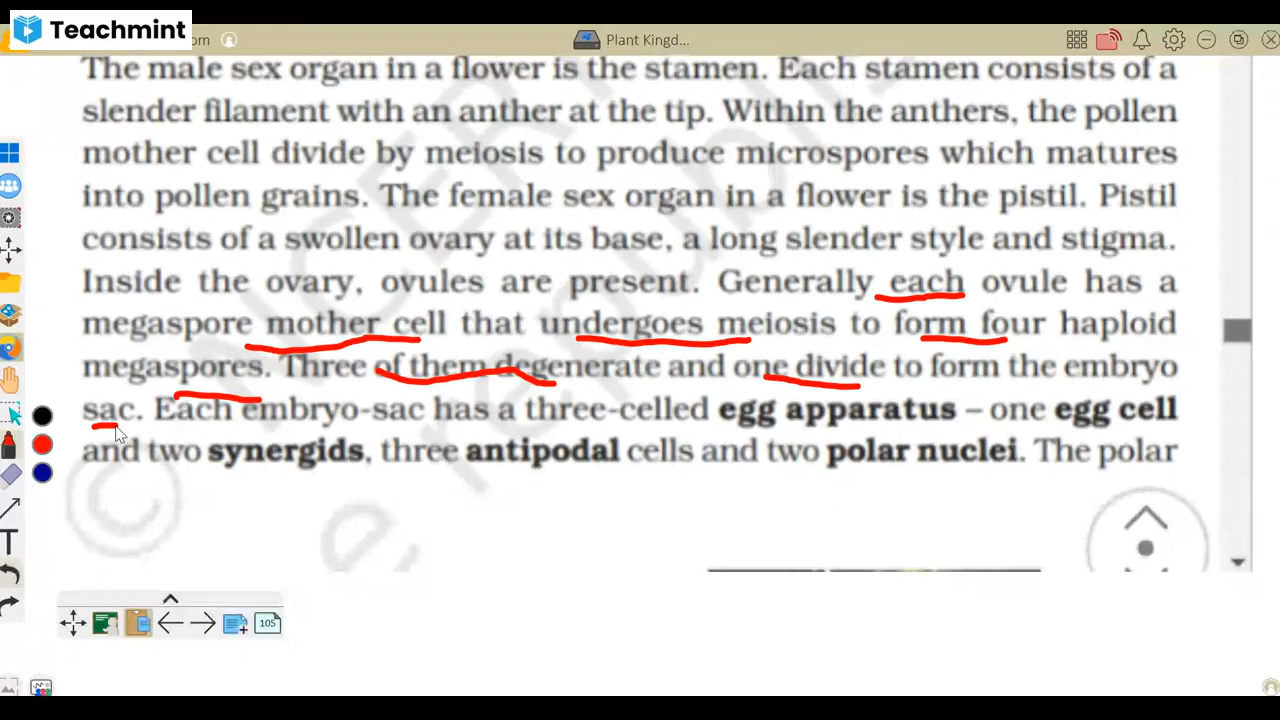 Teachmint
om
Plant Kingd...
The male sex organ in a flower is the stamen. Each stamen consists of a
slender filament with an anther at the tip. Within the anthers, the pollen
mother cell divide by meiosis to produce microspores which matures
into pollen grains. The female sex organ in a flower is the pistil. Pistil
consists of a swollen ovary at its base, a long slender style and stigma.
Inside the ovary, ovules are present. Generally each ovule has a
megaspore mother cell that undergoes meiosis to form four haploid
megaspores. Three of them degenerate and one divide to form the embryo
sac. Each embryo-sac has a three-celled egg apparatus – one egg cell
and two synergids, three antipodal cells and two polar nuclei. The polar
© NCERT
e republi
T
105